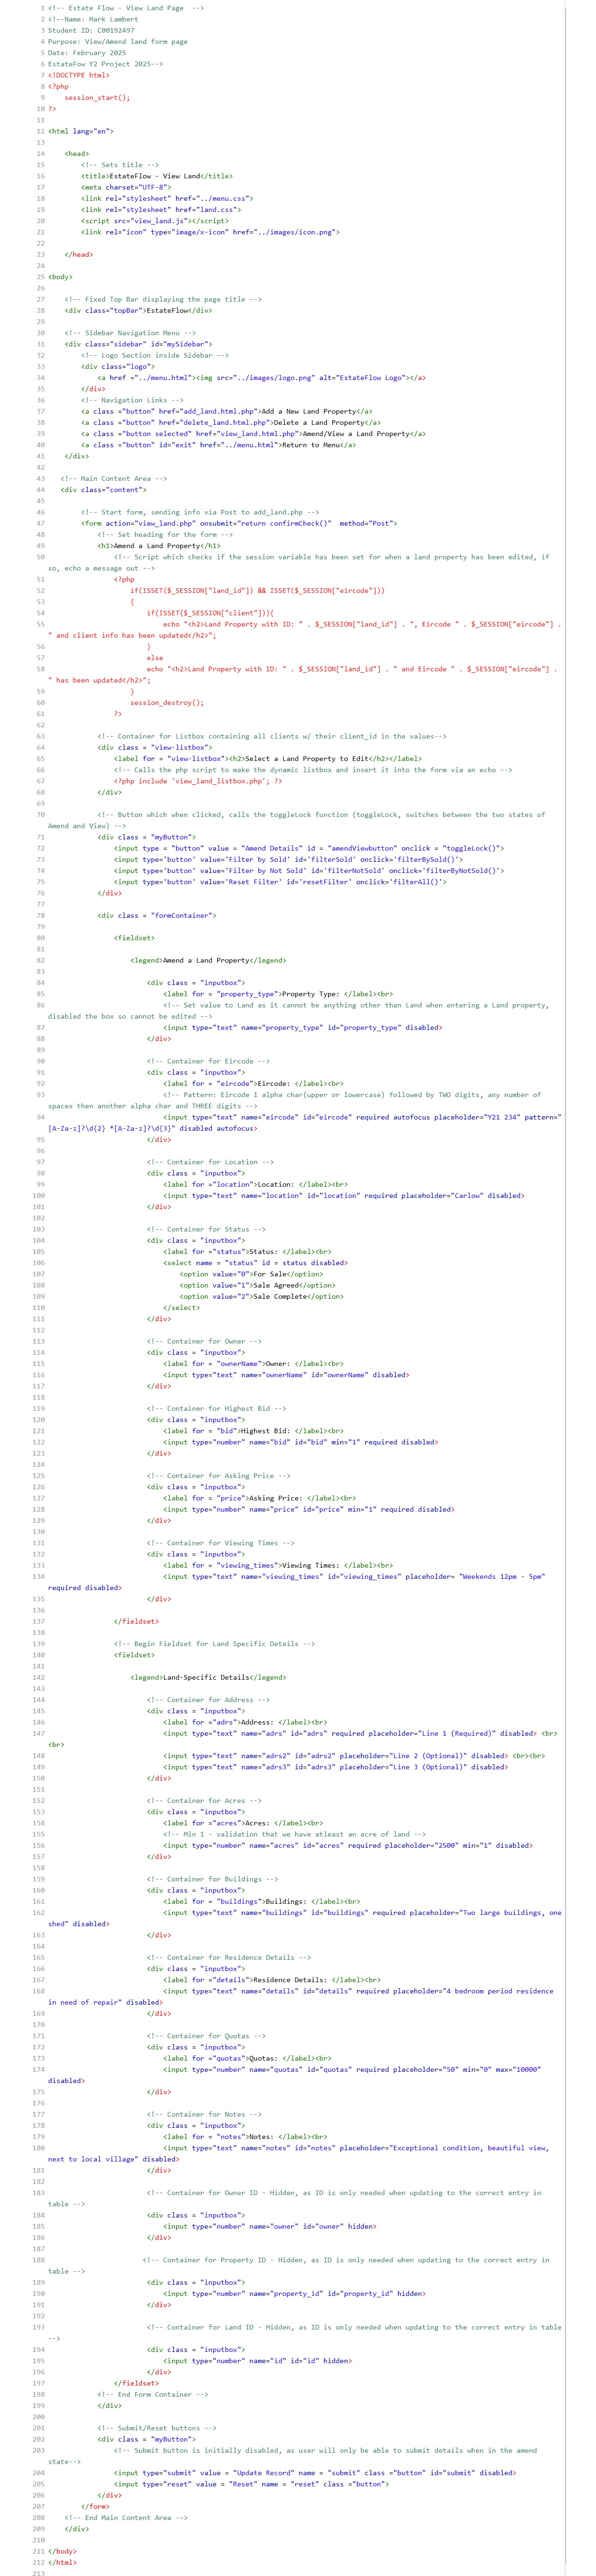 1 <!-- Estate Flow - View Land Page  -->
2 <!--Name: Mark Lambert
3 Student ID: C00192497
4 Purpose: View/Amend land form page
5 Date: February 2025
6 EstateFow Y2 Project 2025-->
7 <!DOCTYPE html>
8 <?php
9     session_start();
10 ?>
11
12 <html lang="en">
13
14     <head>
15         <!-- Sets title -->
16         <title>EstateFlow - View Land</title>
17         <meta charset="UTF-8">
18         <link rel="stylesheet" href="../menu.css">
19         <link rel="stylesheet" href="land.css">
20         <script src="view_land.js"></script>
21         <link rel="icon" type="image/x-icon" href="../images/icon.png">
22
23     </head>
24
25 <body>
26
27     <!-- Fixed Top Bar displaying the page title -->
28     <div class="topBar">EstateFlow</div>
29
30     <!-- Sidebar Navigation Menu -->
31     <div class="sidebar" id="mySidebar">
32         <!-- Logo Section inside Sidebar -->
33         <div class="logo">
34             <a href ="../menu.html"><img src="../images/logo.png" alt="EstateFlow Logo"></a>
35         </div>
36         <!-- Navigation Links -->
37         <a class ="button" href="add_land.html.php">Add a New Land Property</a>
38         <a class ="button" href="delete_land.html.php">Delete a Land Property</a>
39         <a class ="button selected" href="view_land.html.php">Amend/View a Land Property</a>
40         <a class ="button" id="exit" href="../menu.html">Return to Menu</a>
41     </div>
42
43    <!-- Main Content Area -->
44    <div class="content">
45
46         <!-- Start form, sending info via Post to add_land.php -->
47         <form action="view_land.php" onsubmit="return confirmCheck()"  method="Post">
48             <!-- Set heading for the form -->
49             <h1>Amend a Land Property</h1>
50                 <!-- Script which checks if the session variable has been set for when a land property has been edited, if
so, echo a message out -->
51                 <?php
52                     if(ISSET($_SESSION["land_id"]) && ISSET($_SESSION["eircode"]))
53                     {
54                         if(ISSET($_SESSION["client"])){
55                             echo "<h2>Land Property with ID: " . $_SESSION["land_id"] . ", Eircode " . $_SESSION["eircode"] .
" and client info has been updated</h2>";
56                         }
57                         else
58                         echo "<h2>Land Property with ID: " . $_SESSION["land_id"] . " and Eircode " . $_SESSION["eircode"] .
" has been updated</h2>";
59                     }
60                     session_destroy();
61                 ?>
62
63             <!-- Container for Listbox containing all clients w/ their client_id in the values-->
64             <div class = "view-listbox">
65                 <label for = "view-listbox"><h2>Select a Land Property to Edit</h2></label>
66                 <!-- Calls the php script to make the dynamic listbox and insert it into the form via an echo -->
67                 <?php include 'view_land_listbox.php'; ?>
68             </div>
69
70             <!-- Button which when clicked, calls the toggleLock function (toggleLock, switches between the two states of
Amend and View) -->
71             <div class = "myButton">
72                 <input type = "button" value = "Amend Details" id = "amendViewbutton" onclick = "toggleLock()">
73                 <input type='button' value='Filter by Sold' id='filterSold' onclick='filterBySold()'>
74                 <input type='button' value='Filter by Not Sold' id='filterNotSold' onclick='filterByNotSold()'>
75                 <input type='button' value='Reset Filter' id='resetFilter' onclick='filterAll()'>
76             </div>
77
78             <div class = "formContainer">
79
80                 <fieldset>
81
82                     <legend>Amend a Land Property</legend>
83
84                         <div class = "inputbox">
85                             <label for = "property_type">Property Type: </label><br>
86                             <!-- Set value to Land as it cannot be anything other than Land when entering a Land property,
disabled the box so cannot be edited -->
87                             <input type="text" name="property_type" id="property_type" disabled>
88                         </div>
89
90                         <!-- Container for Eircode -->
91                         <div class = "inputbox">
92                             <label for = "eircode">Eircode: </label><br>
93                             <!-- Pattern: Eircode 1 alpha char(upper or lowercase) followed by TWO digits, any number of
spaces then another alpha char and THREE digits -->
94                             <input type="text" name="eircode" id="eircode" required autofocus placeholder="Y21 234" pattern="
[A-Za-z]?\d{2} *[A-Za-z]?\d{3}" disabled autofocus>
95                         </div>
96
97                         <!-- Container for Location -->
98                         <div class = "inputbox">
99                             <label for ="location">Location: </label><br>
100                             <input type="text" name="location" id="location" required placeholder="Carlow" disabled>
101                         </div>
102
103                         <!-- Container for Status -->
104                         <div class = "inputbox">
105                             <label for ="status">Status: </label><br>
106                             <select name = "status" id = status disabled>
107                                 <option value="0">For Sale</option>
108                                 <option value="1">Sale Agreed</option>
109                                 <option value="2">Sale Complete</option>
110                             </select>
111                         </div>
112
113                         <!-- Container for Owner -->
114                         <div class = "inputbox">
115                             <label for = "ownerName">Owner: </label><br>
116                             <input type="text" name="ownerName" id="ownerName" disabled>
117                         </div>
118
119                         <!-- Container for Highest Bid -->
120                         <div class = "inputbox">
121                             <label for = "bid">Highest Bid: </label><br>
122                             <input type="number" name="bid" id="bid" min="1" required disabled>
123                         </div>
124
125                         <!-- Container for Asking Price -->
126                         <div class = "inputbox">
127                             <label for = "price">Asking Price: </label><br>
128                             <input type="number" name="price" id="price" min="1" required disabled>
129                         </div>
130
131                         <!-- Container for Viewing Times -->
132                         <div class = "inputbox">
133                             <label for = "viewing_times">Viewing Times: </label><br>
134                             <input type="text" name="viewing_times" id="viewing_times" placeholder= "Weekends 12pm - 5pm"
required disabled>
135                         </div>
136
137                 </fieldset>
138
139                 <!-- Begin Fieldset for Land Specific Details -->
140                 <fieldset>
141
142                     <legend>Land-Specific Details</legend>
143
144                         <!-- Container for Address -->
145                         <div class = "inputbox">
146                             <label for ="adrs">Address: </label><br>
147                             <input type="text" name="adrs" id="adrs" required placeholder="Line 1 (Required)" disabled> <br>
<br>
148                             <input type="text" name="adrs2" id="adrs2" placeholder="Line 2 (Optional)" disabled> <br><br>
149                             <input type="text" name="adrs3" id="adrs3" placeholder="Line 3 (Optional)" disabled>
150                         </div>
151
152                         <!-- Container for Acres -->
153                         <div class = "inputbox">
154                             <label for ="acres">Acres: </label><br>
155                             <!-- Min 1 - validation that we have atleast an acre of land -->
156                             <input type="number" name="acres" id="acres" required placeholder="2500" min="1" disabled>
157                         </div>
158
159                         <!-- Container for Buildings -->
160                         <div class = "inputbox">
161                             <label for = "buildings">Buildings: </label><br>
162                             <input type="text" name="buildings" id="buildings" required placeholder="Two large buildings, one
shed" disabled>
163                         </div>
164
165                         <!-- Container for Residence Details -->
166                         <div class = "inputbox">
167                             <label for ="details">Residence Details: </label><br>
168                             <input type="text" name="details" id="details" required placeholder="4 bedroom period residence
in need of repair" disabled>
169                         </div>
170
171                         <!-- Container for Quotas -->
172                         <div class = "inputbox">
173                             <label for ="quotas">Quotas: </label><br>
174                             <input type="number" name="quotas" id="quotas" required placeholder="50" min="0" max="10000"
disabled>
175                         </div>
176
177                         <!-- Container for Notes -->
178                         <div class = "inputbox">
179                             <label for ="notes">Notes: </label><br>
180                             <input type="text" name="notes" id="notes" placeholder="Exceptional condition, beautiful view,
next to local village" disabled>
181                         </div>
182
183                         <!-- Container for Owner ID - Hidden, as ID is only needed when updating to the correct entry in
table -->
184                         <div class = "inputbox">
185                             <input type="number" name="owner" id="owner" hidden>
186                         </div>
187
188                        <!-- Container for Property ID - Hidden, as ID is only needed when updating to the correct entry in
table -->
189                         <div class = "inputbox">
190                             <input type="number" name="property_id" id="property_id" hidden>
191                         </div>
192
193                         <!-- Container for Land ID - Hidden, as ID is only needed when updating to the correct entry in table
-->
194                         <div class = "inputbox">
195                             <input type="number" name="id" id="id" hidden>
196                         </div>
197                 </fieldset>
198             <!-- End Form Container -->
199             </div>
200
201             <!-- Submit/Reset buttons -->
202             <div class = "myButton">
203                 <!-- Submit button is initially disabled, as user will only be able to submit details when in the amend
state-->
204                 <input type="submit" value = "Update Record" name = "submit" class ="button" id="submit" disabled>
205                 <input type="reset" value = "Reset" name = "reset" class ="button">
206             </div>
207         </form>
208     <!-- End Main Content Area -->
209     </div>
210
211 </body>
212 </html>
213